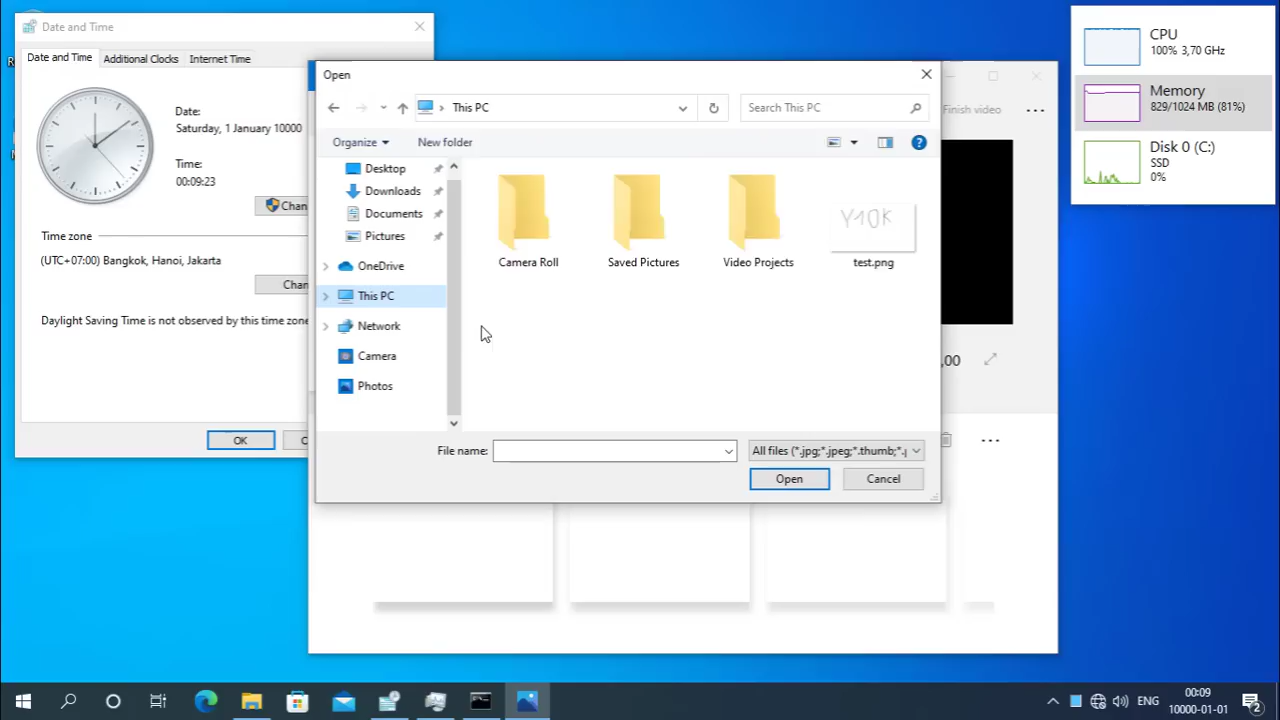 Date and Time
Date and Time
Additional Clocks
Internet Time
Date:
Saturday, 1 January 10000
Time:
00:09:23
Chan
Time zone
(UTC+07:00) Bangkok, Hanoi, Jakarta
Chan
Daylight Saving Time is not observed by this time zone
OK
C
Open
This PC
Search This PC
Organize
New folder
Desktop
Downloads
Documents
Pictures
OneDrive
This PC
Network
Camera
Photos
Camera Roll
Saved Pictures
Video Projects
Y10K
test.png
File name:
All files (*.jpg;*.jpeg;*.thumb;*.
Open
Cancel
Finish video
,00
CPU
100% 3,70 GHz
Memory
829/1024 MB (81%)
Disk 0 (C:)
SSD
0%
ENG
00:09
10000-01-01
2